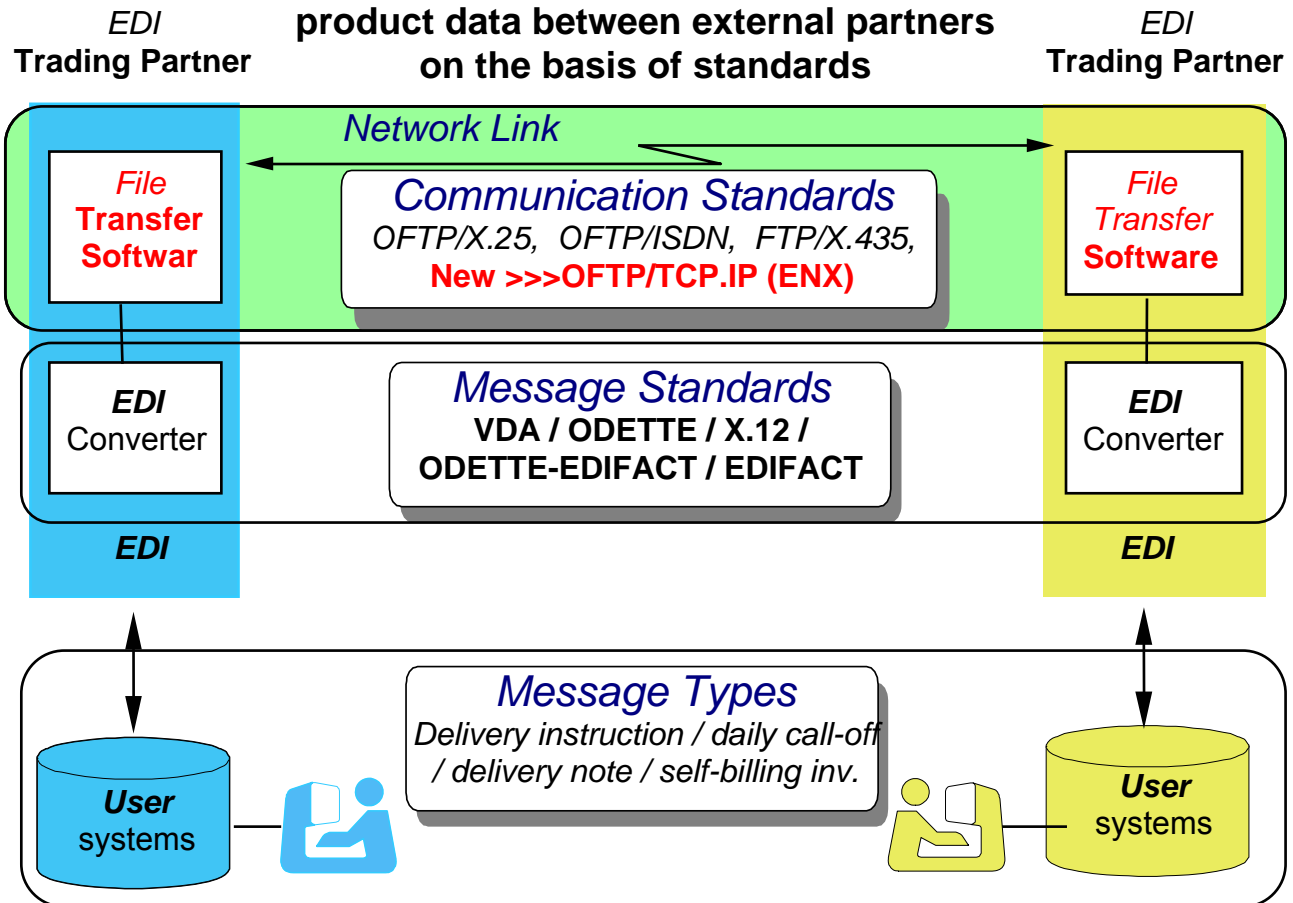 EDI
Trading Partner
product data between external partners
on the basis of standards
EDI
Trading Partner
Network Link
File
Transfer
Softwar
Communication Standards
OFTP/X.25, OFTP/ISDN, FTP/X.435,
New >>>OFTP/TCP.IP (ENX)
File
Transfer
Software
EDI
Converter
Message Standards
VDA / ODETTE / X.12 /
ODETTE-EDIFACT / EDIFACT
EDI
Converter
EDI
EDI
Message Types
Delivery instruction / daily call-off
/ delivery note / self-billing inv.
User
systems
User
systems